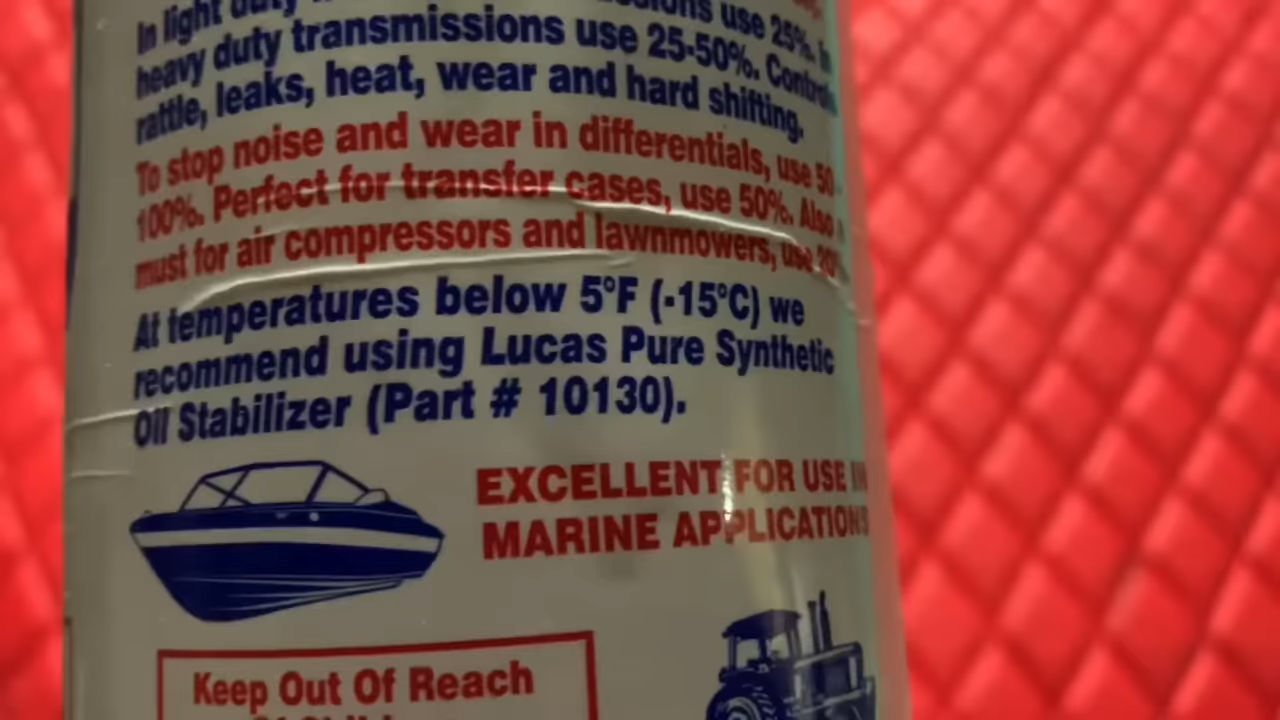 In light duty use 25%. In
heavy duty transmissions use 25-50%. Controls
rattle, leaks, heat, wear and hard shifting.
To stop noise and wear in differentials, use 50-
100%. Perfect for transfer cases, use 50%. Also
must for air compressors and lawnmowers, use
At temperatures below 5°F (-15°C) we
recommend using Lucas Pure Synthetic
Oil Stabilizer (Part # 10130).
EXCELLENT FOR USE IN
MARINE APPLICATIONS
Keep Out Of Reach